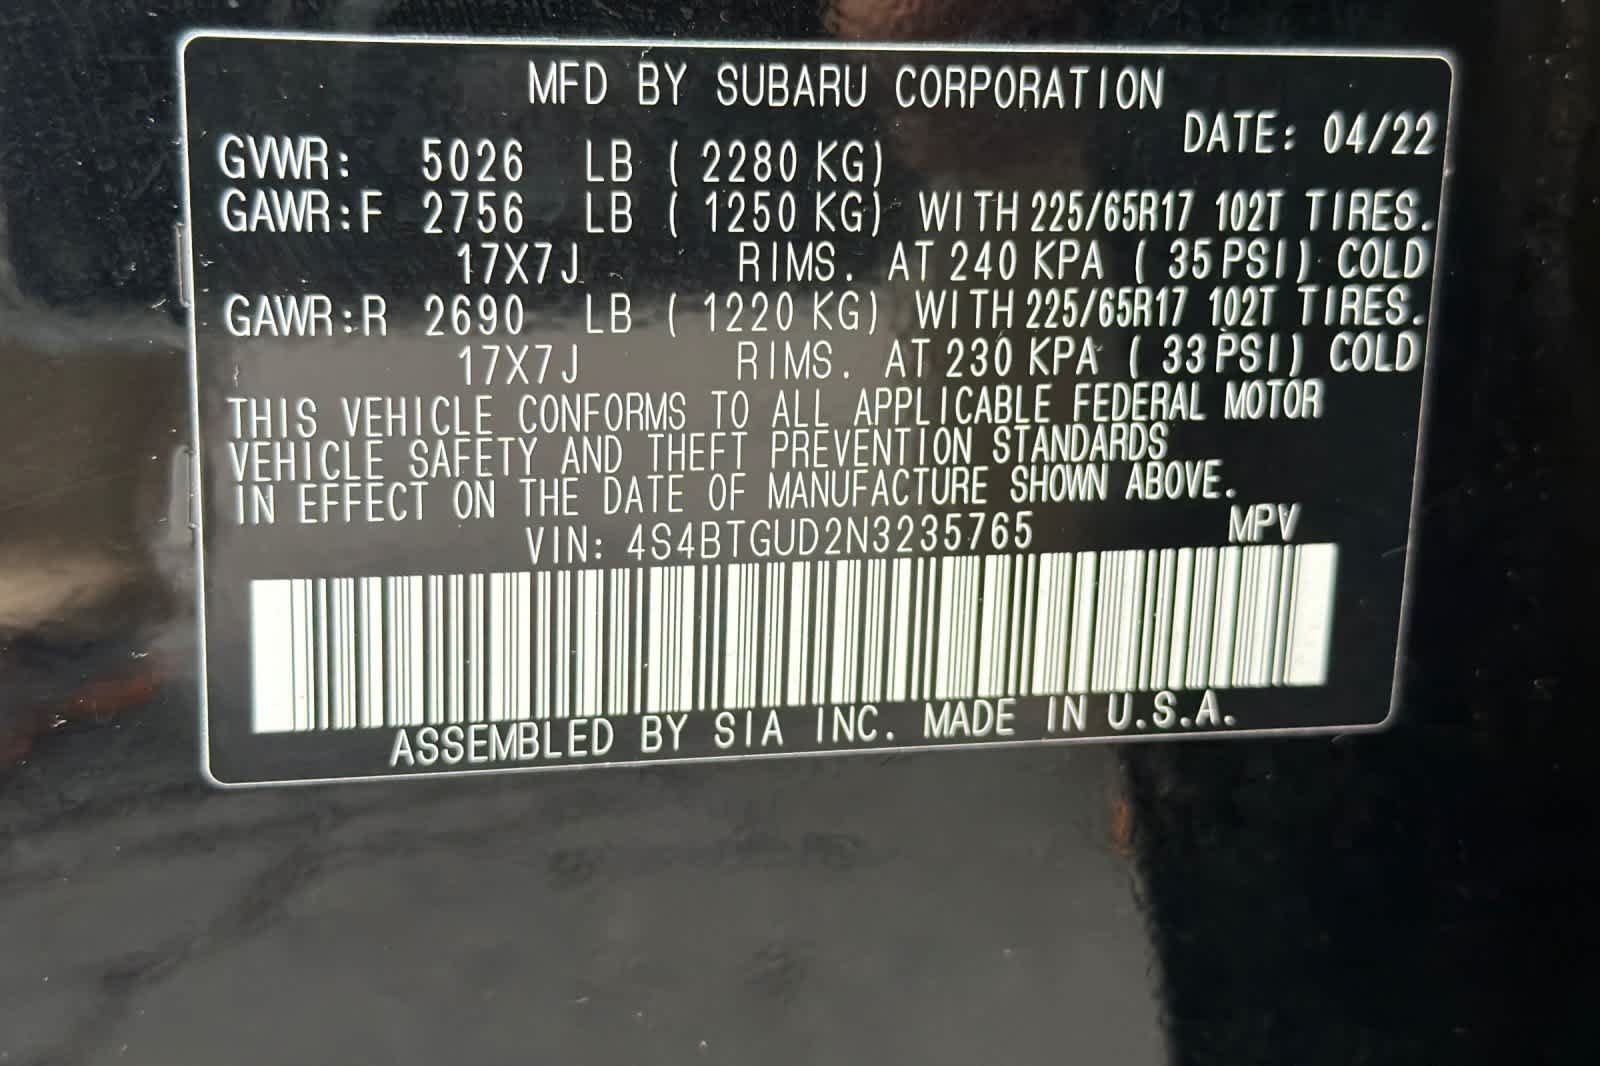 MFD BY SUBARU CORPORATION
DATE: 04/22
GVWR: 5026 LB ( 2280 KG)
GAWR:F 2756 LB ( 1250 KG) WITH 225/65R17 102T TIRES.
17X7J RIMS. AT 240 KPA ( 35 PSI) COLD
GAWR:R 2690 LB ( 1220 KG) WITH 225/65R17 102T TIRES.
17X7J RIMS. AT 230 KPA ( 33 PSI) COLD
THIS VEHICLE CONFORMS TO ALL APPLICABLE FEDERAL MOTOR
VEHICLE SAFETY AND THEFT PREVENTION STANDARDS
IN EFFECT ON THE DATE OF MANUFACTURE SHOWN ABOVE.
VIN: 4S4BTGUD2N3235765 MPV
ASSEMBLED BY SIA INC. MADE IN U.S.A.